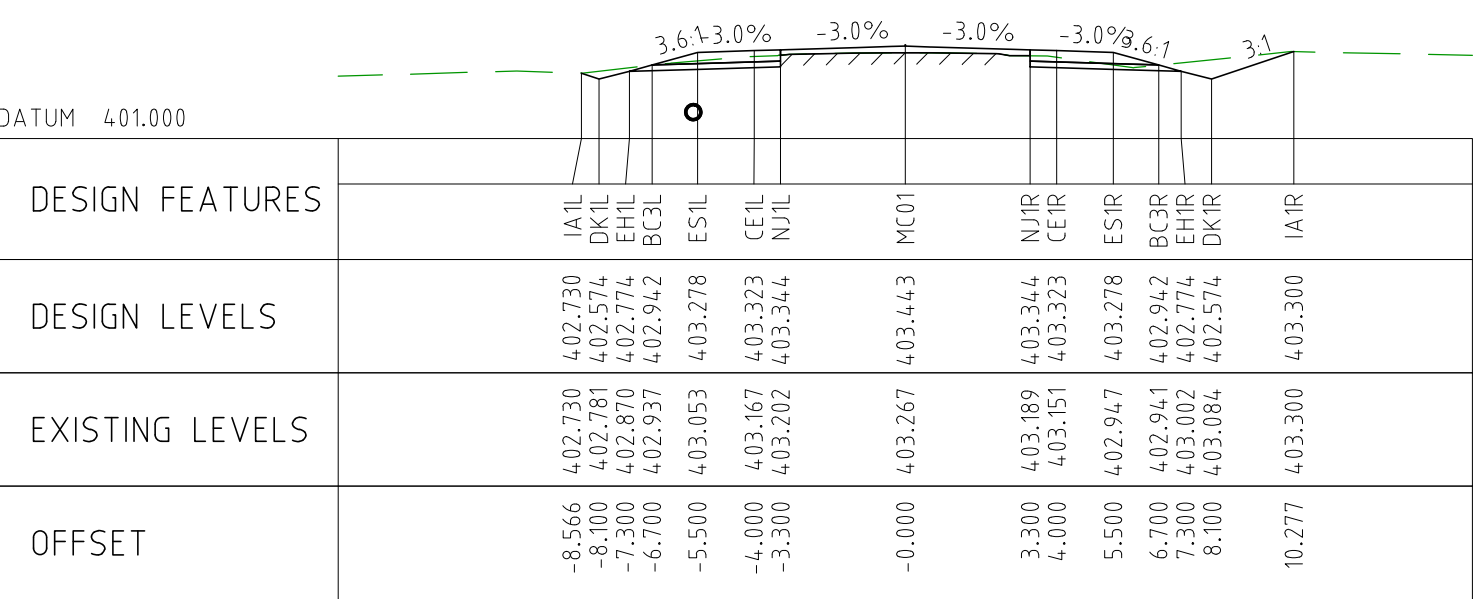 3.6:1 -3.0% -3.0% -3.0% -3.0% 3.6:1 3:1
DATUM 401.000
DESIGN FEATURES IA1L DK1L EH1L BC3L ES1L CE1L NJ1L MC01 NJ1R CE1R ES1R BC3R EH1R DK1R IA1R
DESIGN LEVELS 402.730 402.574 402.774 402.942 403.278 403.323 403.344 403.443 403.344 403.323 403.278 402.942 402.774 402.574 403.300
EXISTING LEVELS 402.730 402.781 402.870 402.937 403.053 403.167 403.202 403.267 403.189 403.151 402.947 402.941 403.002 403.084 403.300
OFFSET -8.566 -8.100 -7.300 -6.700 -5.500 -4.000 -3.300 -0.000 3.300 4.000 5.500 6.700 7.300 8.100 10.277